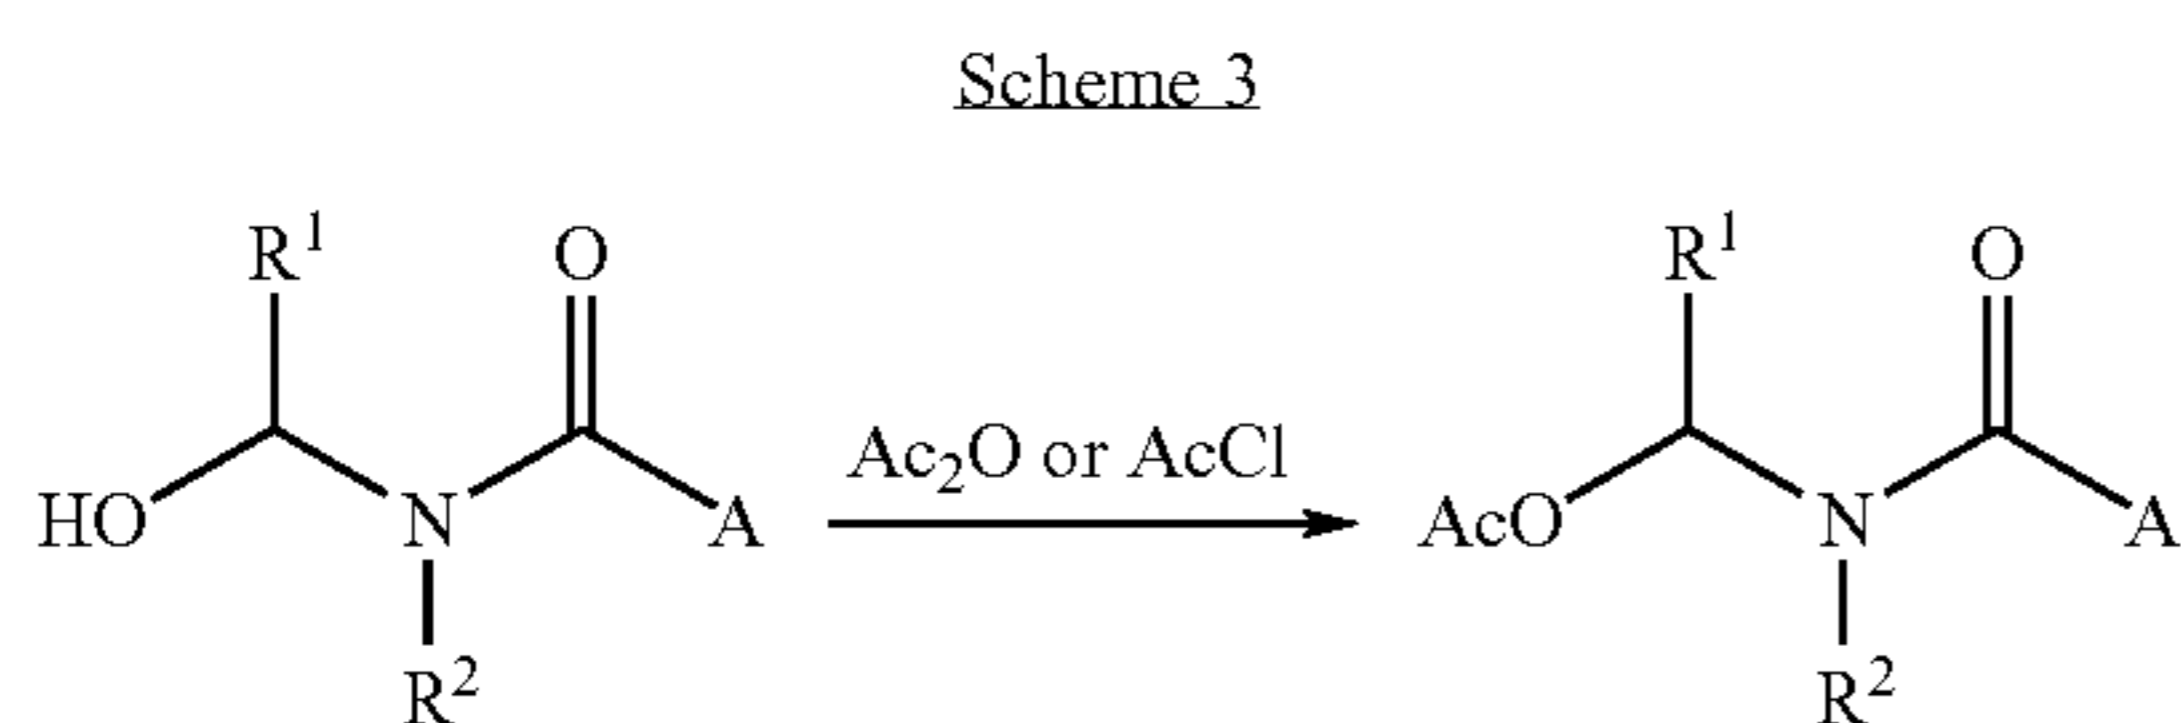 Scheme 3
R¹ O R¹ O
Ac₂O or AcCl
HO N A AcO N A
R² R²